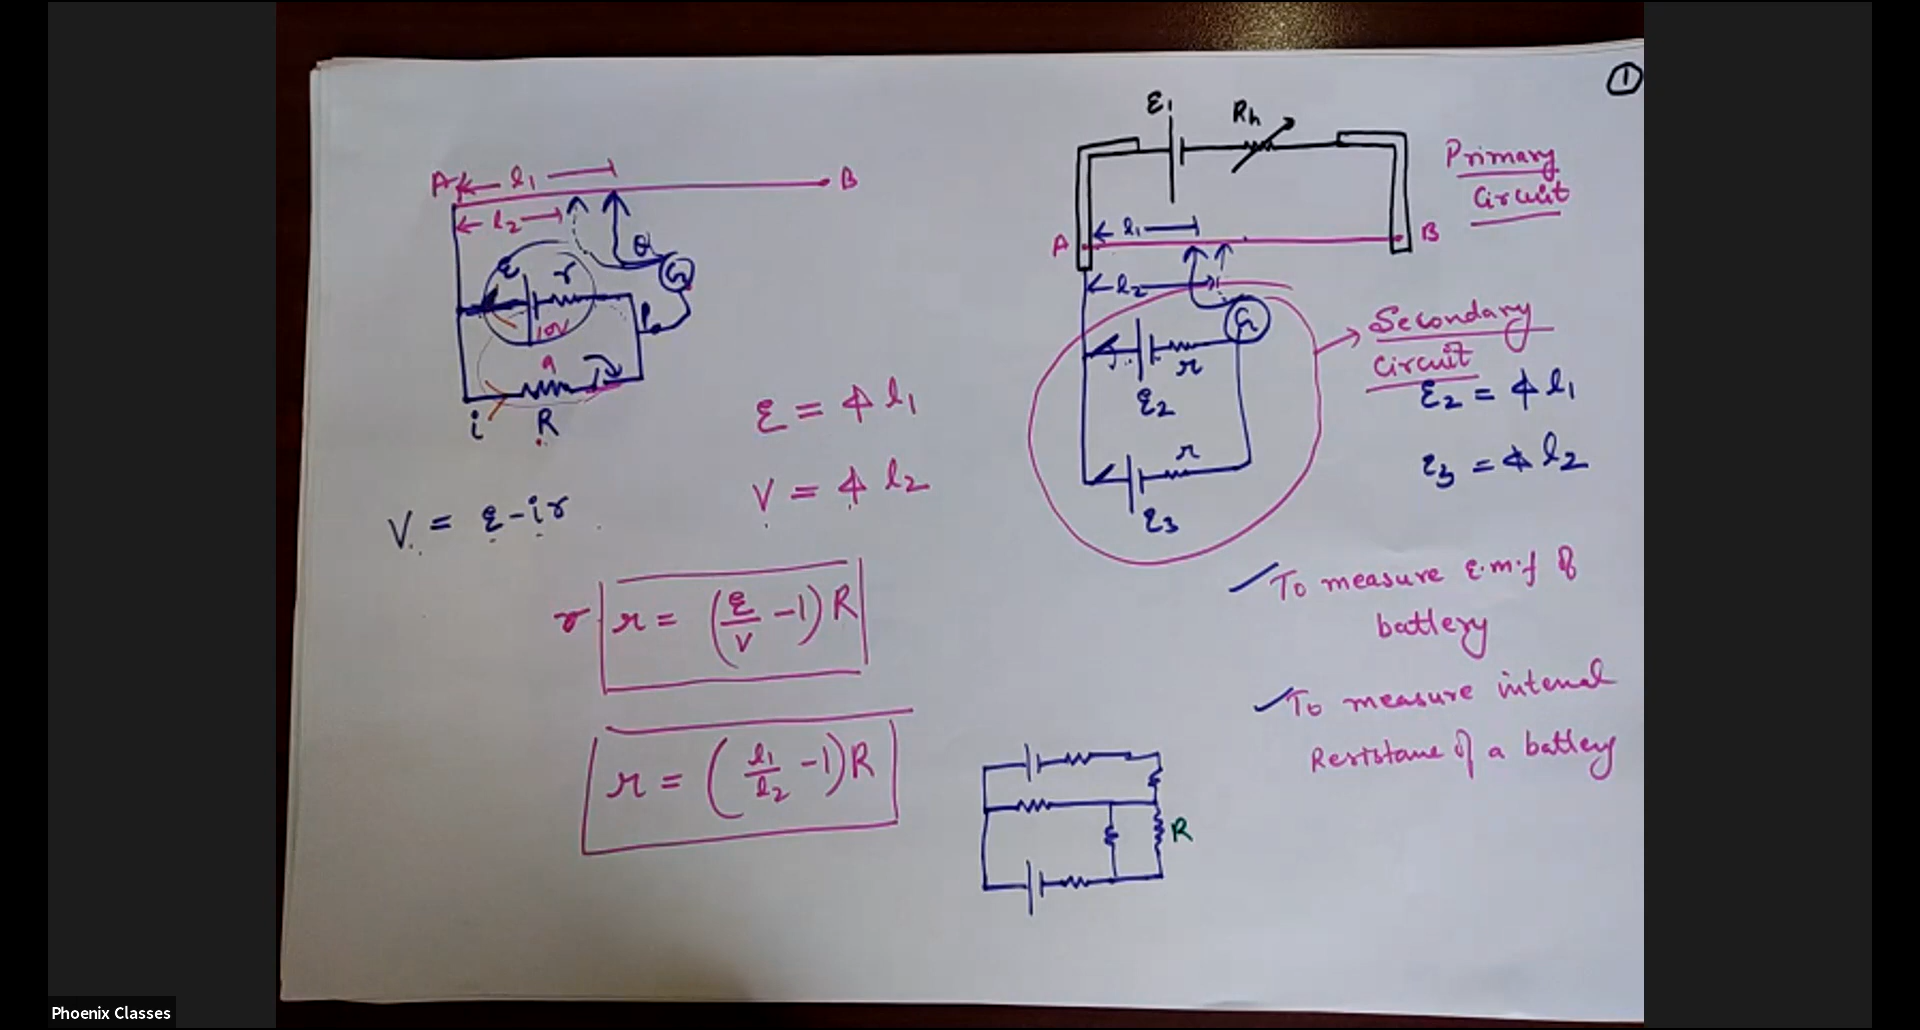 1
A l1 B
l2
Q
ε r G
10V P
9
i R
ε = ϕ l1
V = ϕ l2
V = ε - ir
r r = (ε/V - 1) R
r = (l1/l2 - 1) R
ε1 Rh
Primary
Circuit
A l1 B
l2
G
r
ε2
r
ε3
Secondary
Circuit
ε2 = ϕ l1
ε3 = ϕ l2
To measure e.m.f of
battery
To measure internal
Resistance of a battery
R
Phoenix Classes